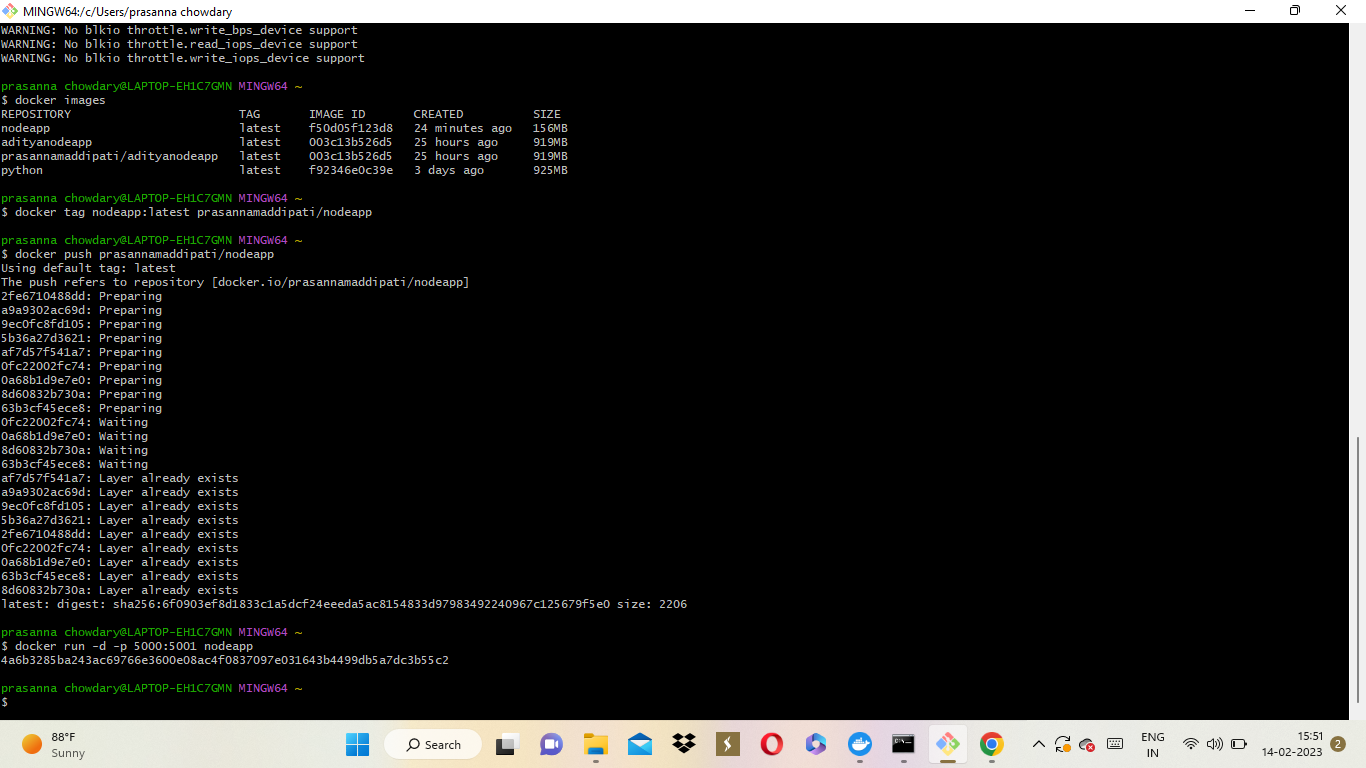 MINGW64:/c/Users/prasanna chowdary
WARNING: No blkio throttle.write_bps_device support
WARNING: No blkio throttle.read_iops_device support
WARNING: No blkio throttle.write_iops_device support
prasanna chowdary@LAPTOP-EH1C7GMN MINGW64 ~
$ docker images
REPOSITORY TAG IMAGE ID CREATED SIZE
nodeapp latest f50d05f123d8 24 minutes ago 156MB
adityanodeapp latest 003c13b526d5 25 hours ago 919MB
prasannamaddipati/adityanodeapp latest 003c13b526d5 25 hours ago 919MB
python latest f92346e0c39e 3 days ago 925MB
prasanna chowdary@LAPTOP-EH1C7GMN MINGW64 ~
$ docker tag nodeapp:latest prasannamaddipati/nodeapp
prasanna chowdary@LAPTOP-EH1C7GMN MINGW64 ~
$ docker push prasannamaddipati/nodeapp
Using default tag: latest
The push refers to repository [docker.io/prasannamaddipati/nodeapp]
2fe6710488dd: Preparing
a9a9302ac69d: Preparing
9ec0fc8fd105: Preparing
5b36a27d3621: Preparing
af7d57f541a7: Preparing
0fc22002fc74: Preparing
0a68b1d9e7e0: Preparing
8d60832b730a: Preparing
63b3cf45ece8: Preparing
0fc22002fc74: Waiting
0a68b1d9e7e0: Waiting
8d60832b730a: Waiting
63b3cf45ece8: Waiting
af7d57f541a7: Layer already exists
a9a9302ac69d: Layer already exists
9ec0fc8fd105: Layer already exists
5b36a27d3621: Layer already exists
2fe6710488dd: Layer already exists
0fc22002fc74: Layer already exists
0a68b1d9e7e0: Layer already exists
63b3cf45ece8: Layer already exists
8d60832b730a: Layer already exists
latest: digest: sha256:6f0903ef8d1833c1a5dcf24eeeda5ac8154833d97983492240967c125679f5e0 size: 2206
prasanna chowdary@LAPTOP-EH1C7GMN MINGW64 ~
$ docker run -d -p 5000:5001 nodeapp
4a6b3285ba243ac69766e3600e08ac4f0837097e031643b4499db5a7dc3b55c2
prasanna chowdary@LAPTOP-EH1C7GMN MINGW64 ~
$
88°F
Sunny
Search
ENG
IN
15:51
14-02-2023
2